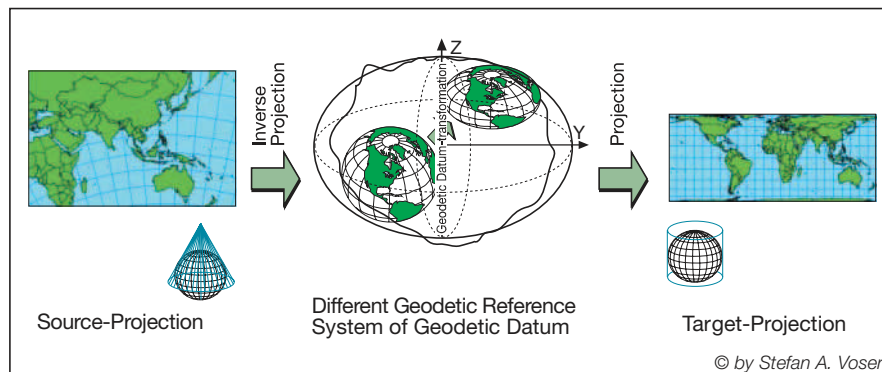 Inverse
Projection
Z
Geodetic Datum-transformation
Y
Projection
Source-Projection
Different Geodetic Reference
System of Geodetic Datum
Target-Projection
© by Stefan A. Voser